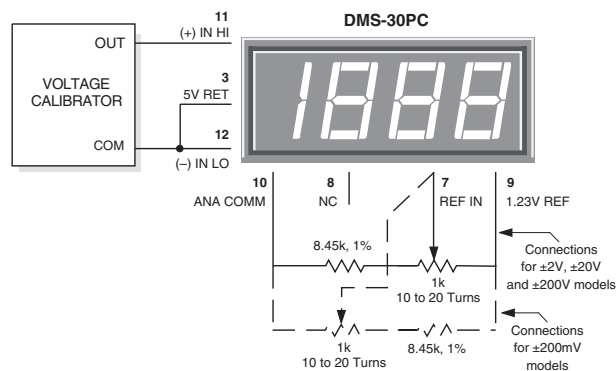 DMS-30PC
11
(+) IN HI
OUT
VOLTAGE
CALIBRATOR
3
5V RET
COM
12
(–) IN LO
1888
10
ANA COMM
8
NC
7
REF IN
9
1.23V REF
8.45k, 1%
1k
10 to 20 Turns
Connections
for ±2V, ±20V
and ±200V models
1k
10 to 20 Turns
8.45k, 1%
Connections
for ±200mV
models